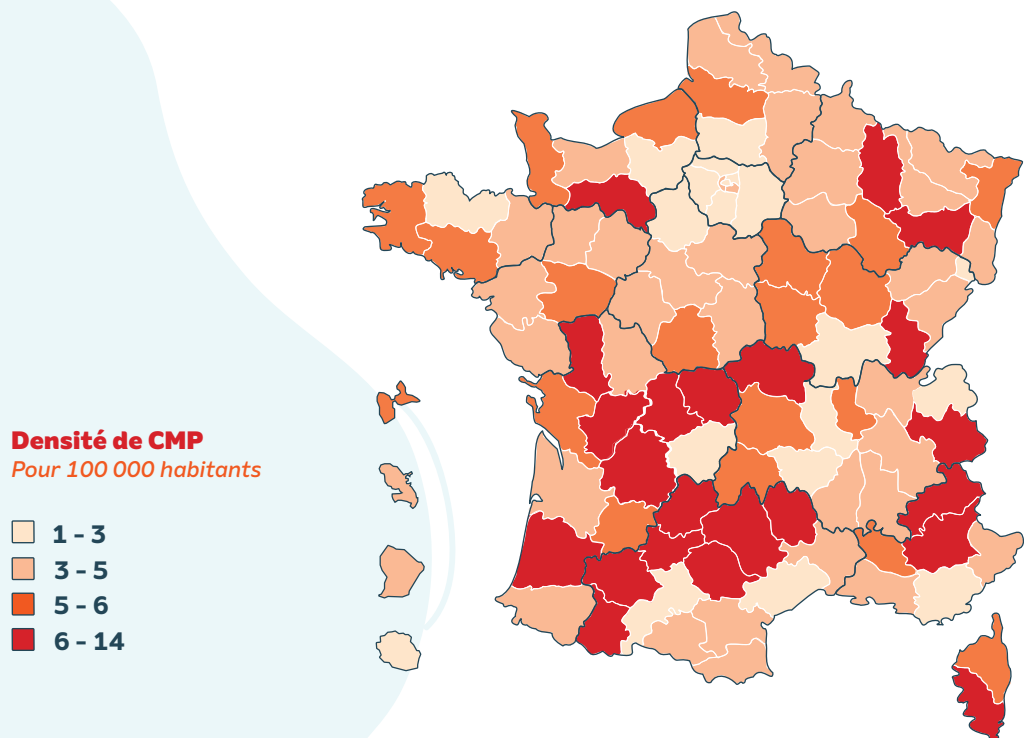 Densité de CMP
Pour 100 000 habitants
1 - 3
3 - 5
5 - 6
6 - 14